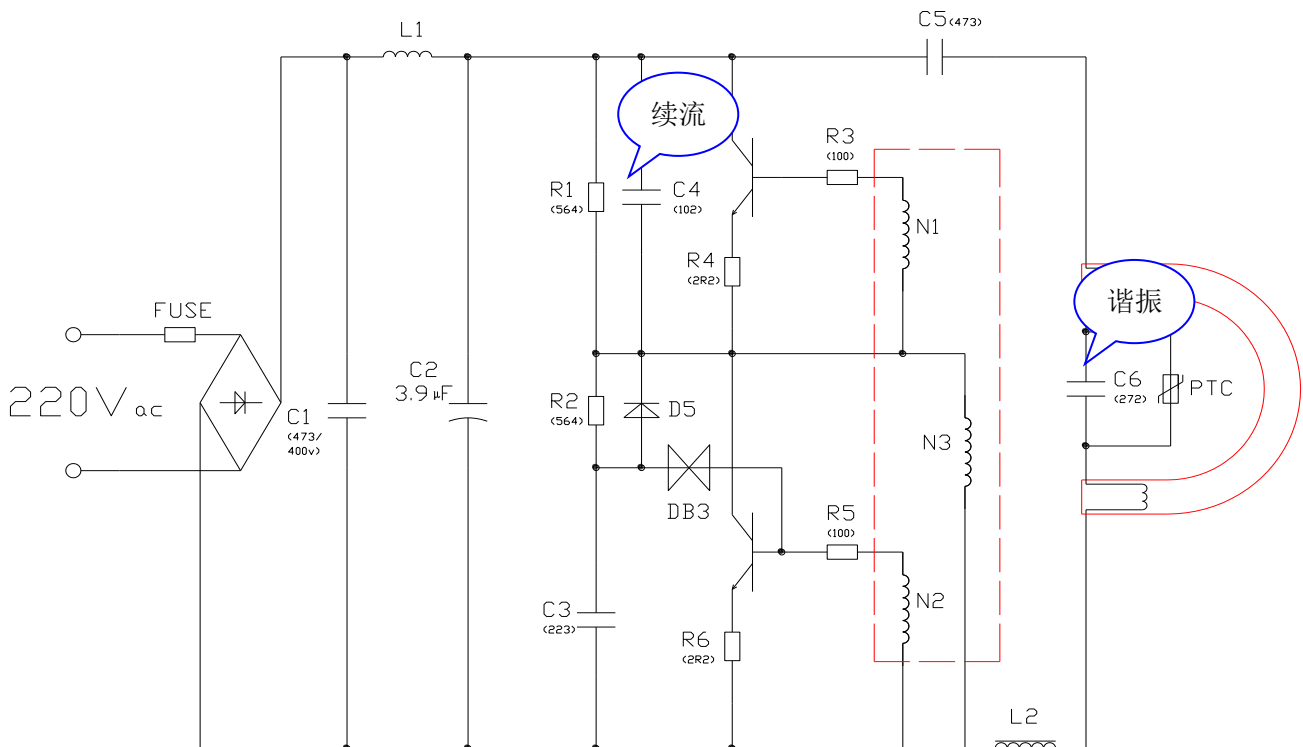 C5(473)
L1
续流
R3
(100)
R1
(564)
C4
(102)
N1
R4
(2R2)
谐振
FUSE
C2
3.9μF
220Vac
C1
(473/
400v)
R2
(564)
D5
C6
(272)
PTC
N3
DB3
R5
(100)
N2
C3
(223)
R6
(2R2)
L2